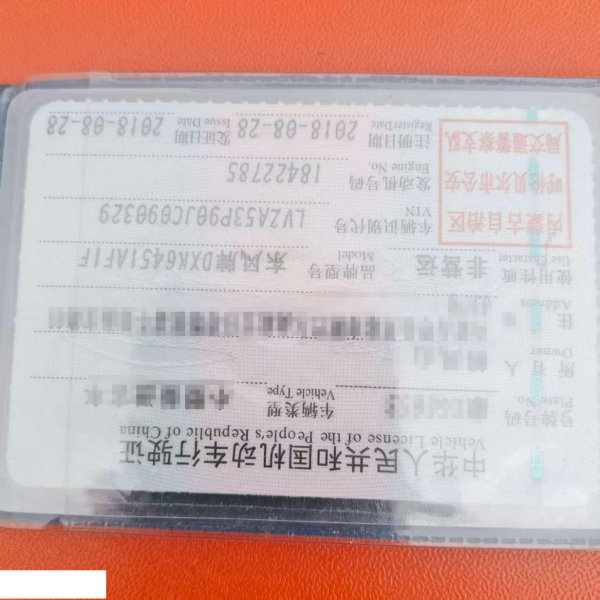 中华人民共和国机动车行驶证
Vehicle License of the People's Republic of China
号牌号码
Plate No.
车辆类型
Vehicle Type
所有人
Owner
住
Address
使用性质 非营运
Use Character
品牌型号 东风牌DXK6451AF1F
Model
内蒙古自治区
呼伦贝尔市公安
局交通警察支队
车辆识别代号 LVZA53P90JC090329
VIN
发动机号码 18422785
Engine No.
注册日期 2018-08-28 发证日期 2018-08-28
Register Date Issue Date